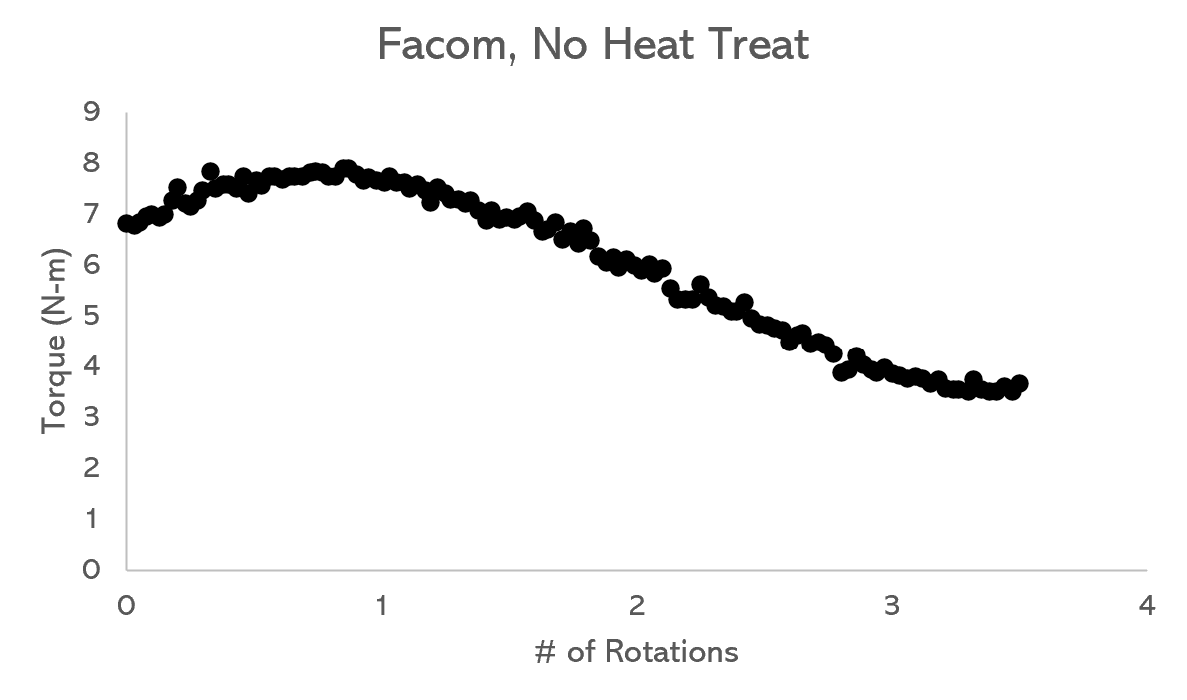 Facom, No Heat Treat
9
8
7
6
5
4
3
2
1
0
Torque (N-m)
0 1 2 3 4
# of Rotations